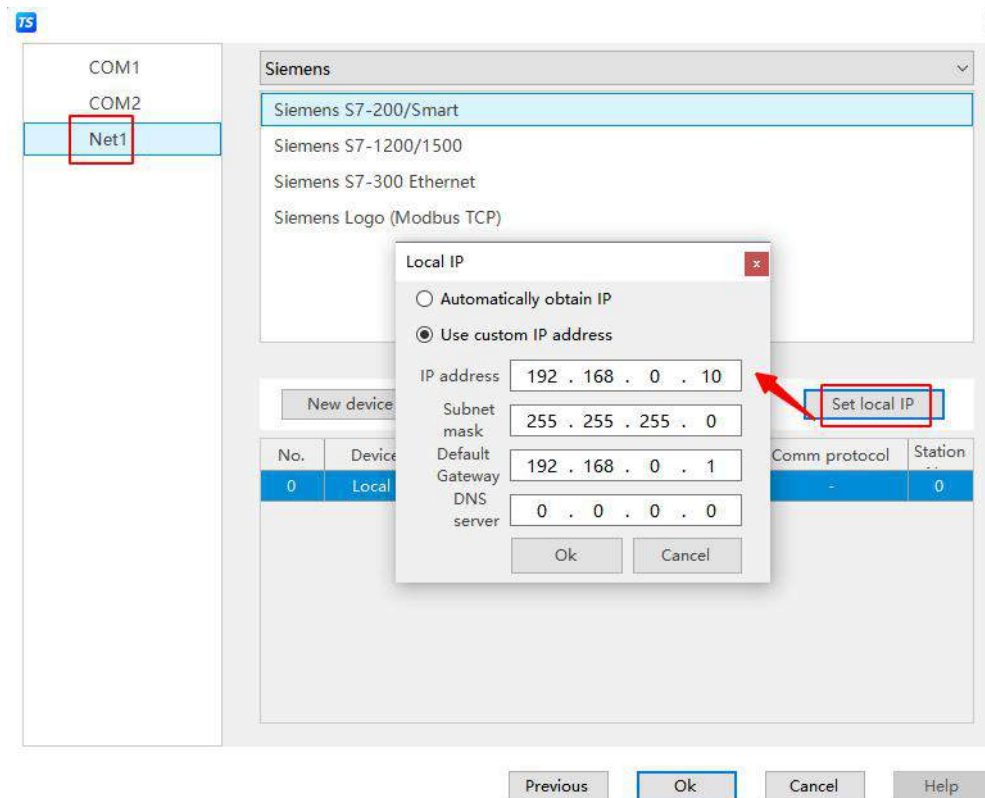 TS
COM1
COM2
Net1
Siemens
Siemens S7-200/Smart
Siemens S7-1200/1500
Siemens S7-300 Ethernet
Siemens Logo (Modbus TCP)
Local IP
x
Automatically obtain IP
Use custom IP address
IP address 192 . 168 . 0 . 10
Subnet
mask
255 . 255 . 255 . 0
Default
Gateway
192 . 168 . 0 . 1
DNS
server
0 . 0 . 0 . 0
Ok Cancel
New device Set local IP
No. Device Comm protocol Station
0 Local - 0
Previous Ok Cancel Help